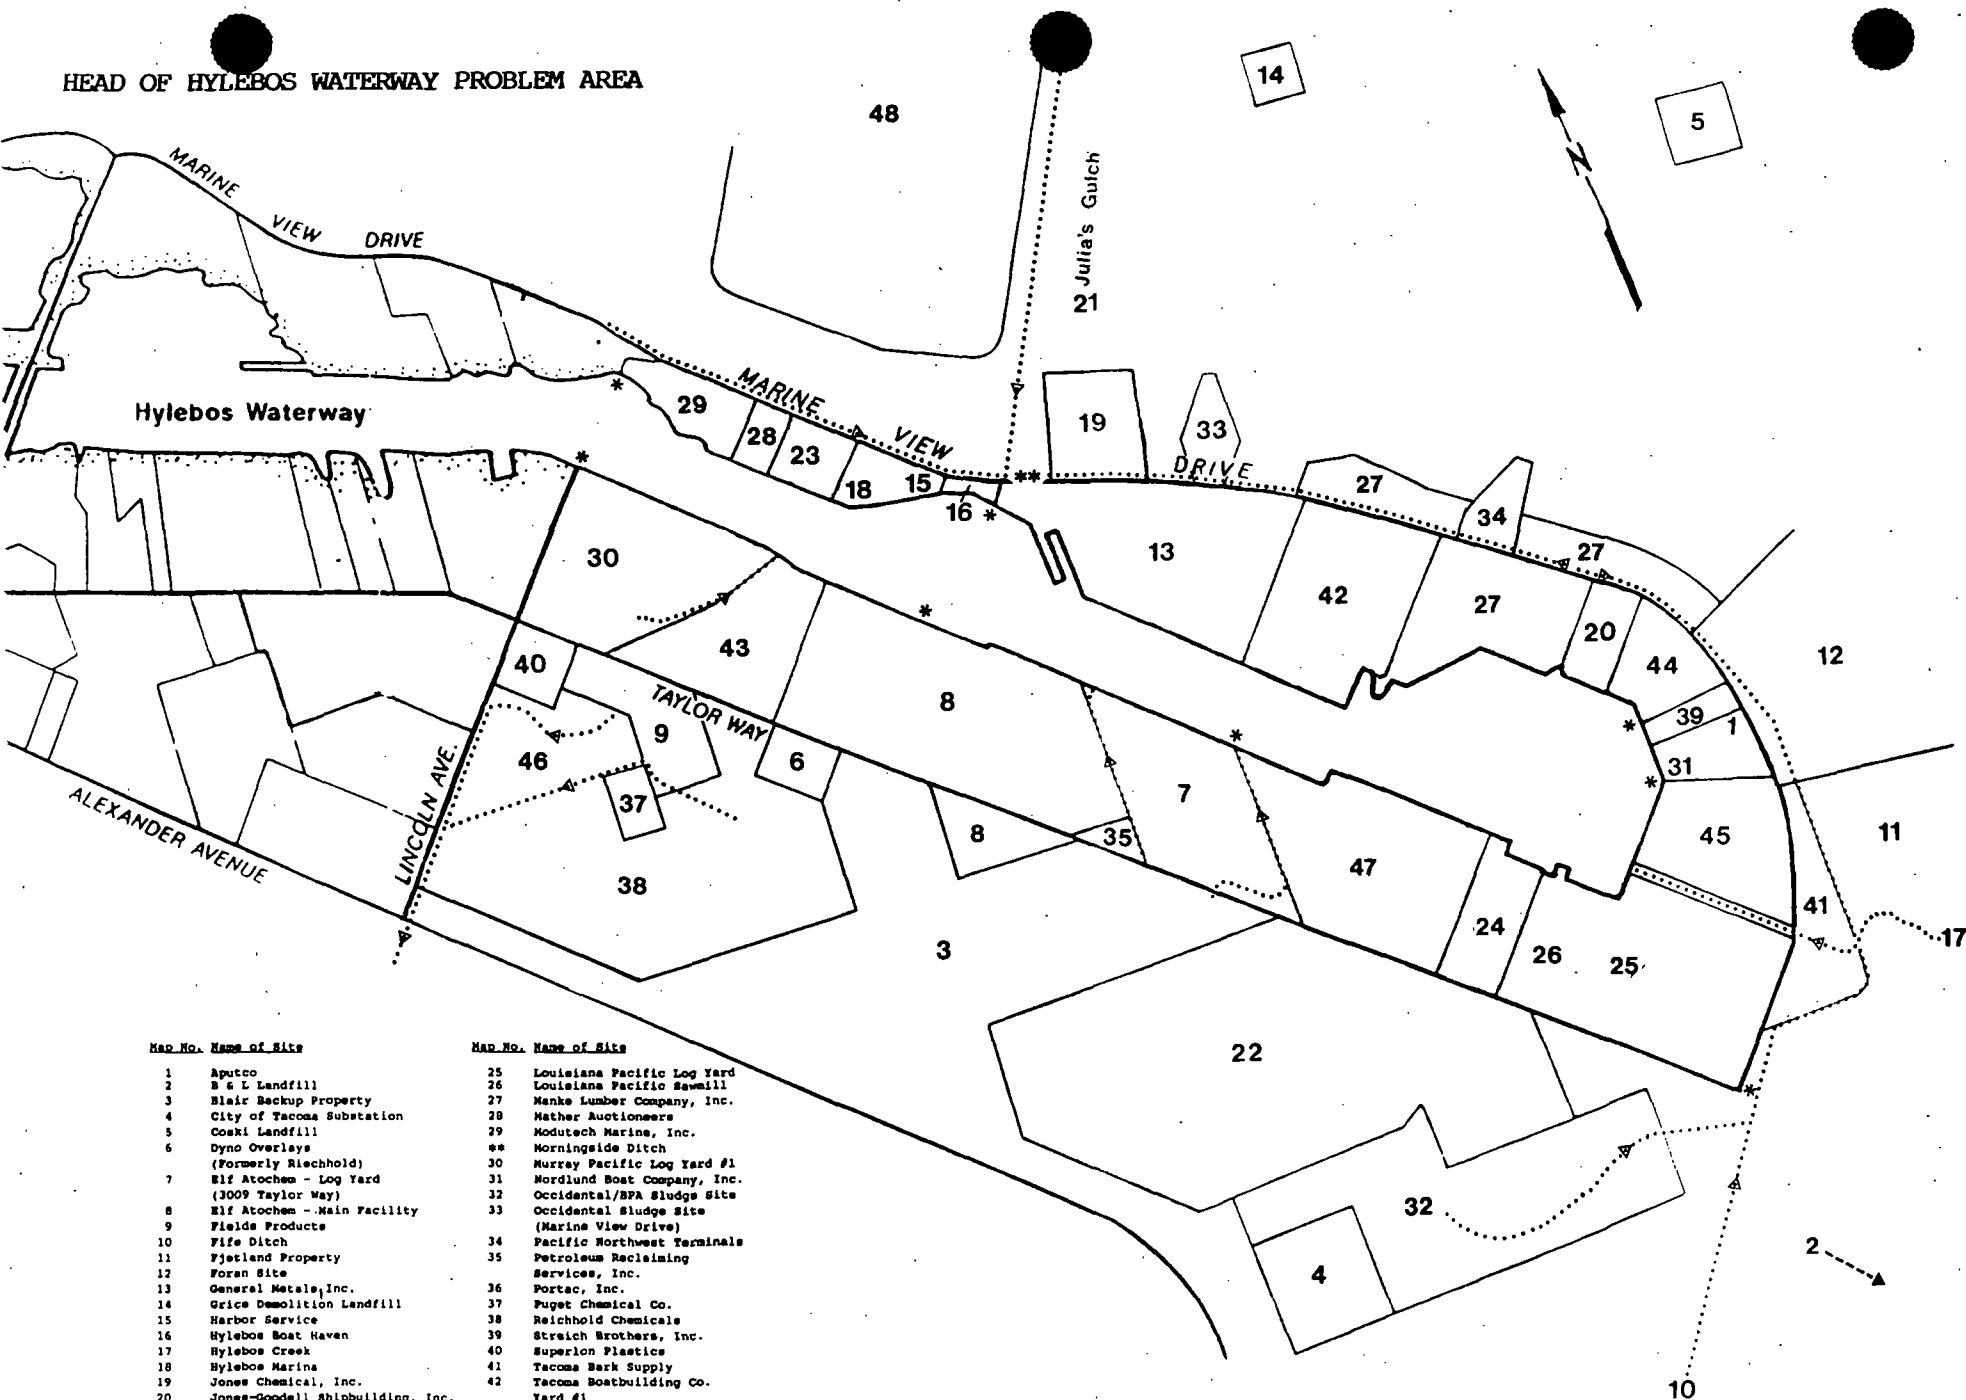 HEAD OF HYLEBOS WATERWAY PROBLEM AREA
14
48
5
N
MARINE
VIEW
DRIVE
Julia's Gulch
21
Hylebos Waterway
*
29
MARINE
VIEW
DRIVE
28
23
18
15
16
*
**
19
33
27
34
27
*
30
13
42
27
20
44
12
*
43
40
TAYLOR WAY
8
9
46
6
37
LINCOLN AVE.
ALEXANDER AVENUE
38
8
35
7
*
47
39
*
1
31
*
45
11
41
17
24
26
25
3
22
*
32
4
2
10
Map No. Name of Site
1 Aputco
2 B & L Landfill
3 Blair Backup Property
4 City of Tacoma Substation
5 Coski Landfill
6 Dyno Overlays
(Formerly Riechhold)
7 Elf Atochem - Log Yard
(3009 Taylor Way)
8 Elf Atochem - Main Facility
9 Fields Products
10 Fife Ditch
11 Fjetland Property
12 Foran Site
13 General Metals, Inc.
14 Grice Demolition Landfill
15 Harbor Service
16 Hylebos Boat Haven
17 Hylebos Creek
18 Hylebos Marina
19 Jones Chemical, Inc.
20 Jones-Goodell Shipbuilding, Inc.
Map No. Name of Site
25 Louisiana Pacific Log Yard
26 Louisiana Pacific Sawmill
27 Manke Lumber Company, Inc.
28 Mather Auctioneers
29 Modutech Marine, Inc.
** Morningside Ditch
30 Murray Pacific Log Yard #1
31 Nordlund Boat Company, Inc.
32 Occidental/BPA Sludge Site
33 Occidental Sludge Site
(Marine View Drive)
34 Pacific Northwest Terminals
35 Petroleum Reclaiming
Services, Inc.
36 Portac, Inc.
37 Puget Chemical Co.
38 Reichhold Chemicals
39 Streich Brothers, Inc.
40 Superlon Plastics
41 Tacoma Bark Supply
42 Tacoma Boatbuilding Co.
Yard #1